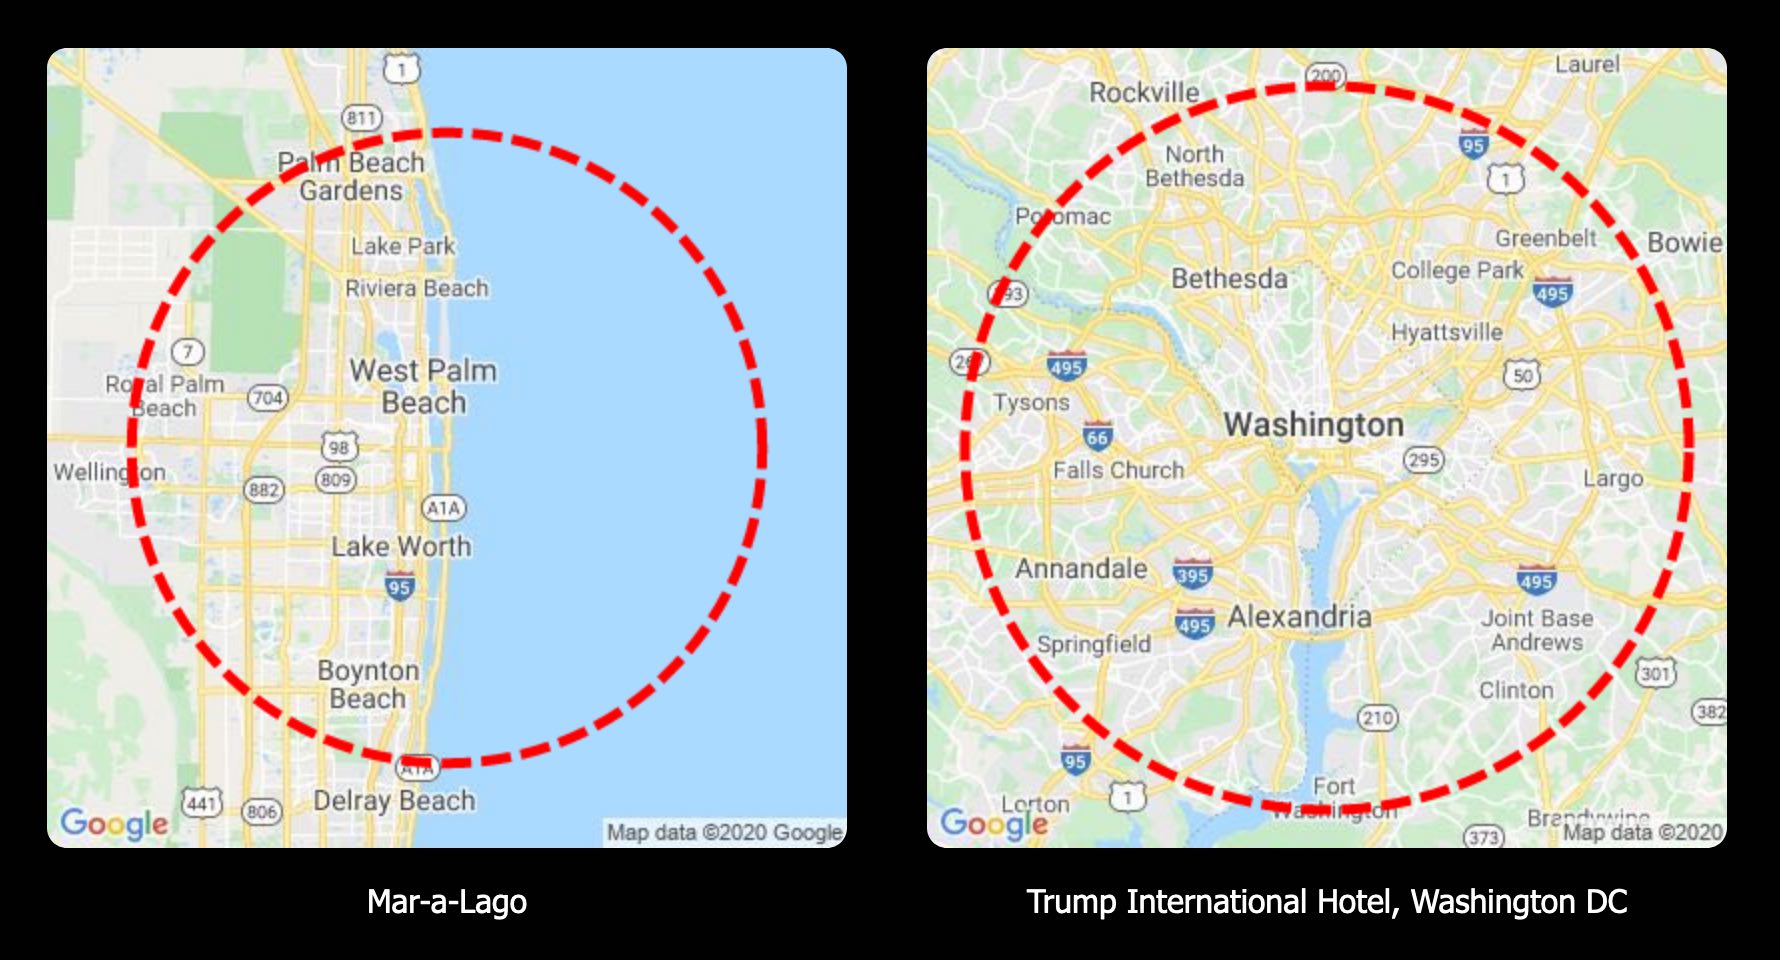 1
811
Palm Beach
Gardens
Lake Park
Riviera Beach
7
West Palm
Beach
Royal Palm
Beach
704
98
Wellington
809
882
A1A
Lake Worth
95
Boynton
Beach
A1A
441
806
Delray Beach
Google
Map data ©2020 Google
Mar-a-Lago
Laurel
200
Rockville
95
North
Bethesda
1
Potomac
Greenbelt
Bowie
College Park
Bethesda
495
193
Hyattsville
267
495
50
Tysons
Washington
66
295
Falls Church
Largo
Annandale
395
495
Alexandria
495
Joint Base
Andrews
Springfield
301
Clinton
210
382
95
Fort
Washington
1
Lorton
Brandywine
373
Google
Map data ©2020
Trump International Hotel, Washington DC